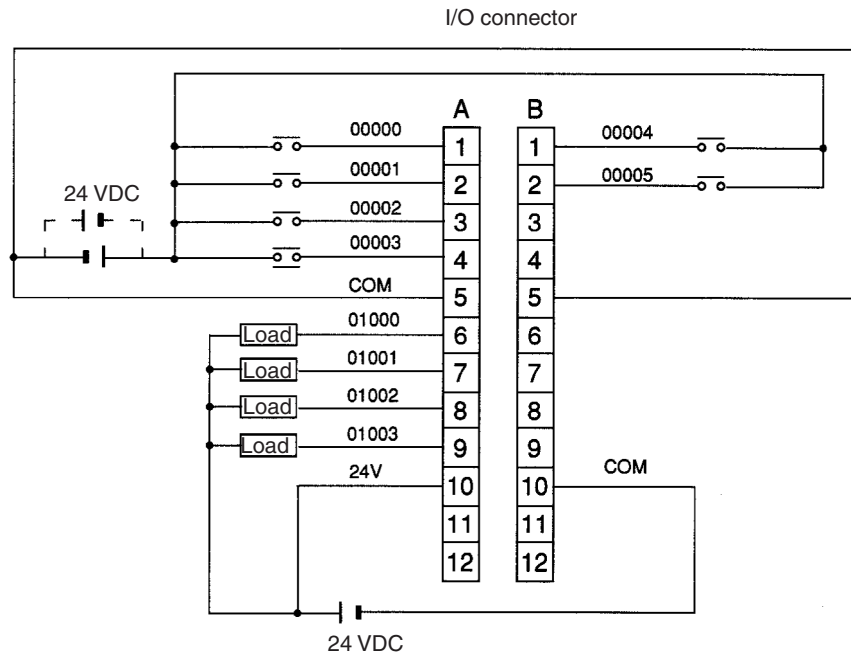 I/O connector
A B
00000 1 1 00004
00001 2 2 00005
24 VDC
00002 3 3
00003 4 4
COM 5 5
Load 01000 6 6
Load 01001 7 7
Load 01002 8 8
Load 01003 9 9
24V 10 10 COM
11 11
12 12
24 VDC